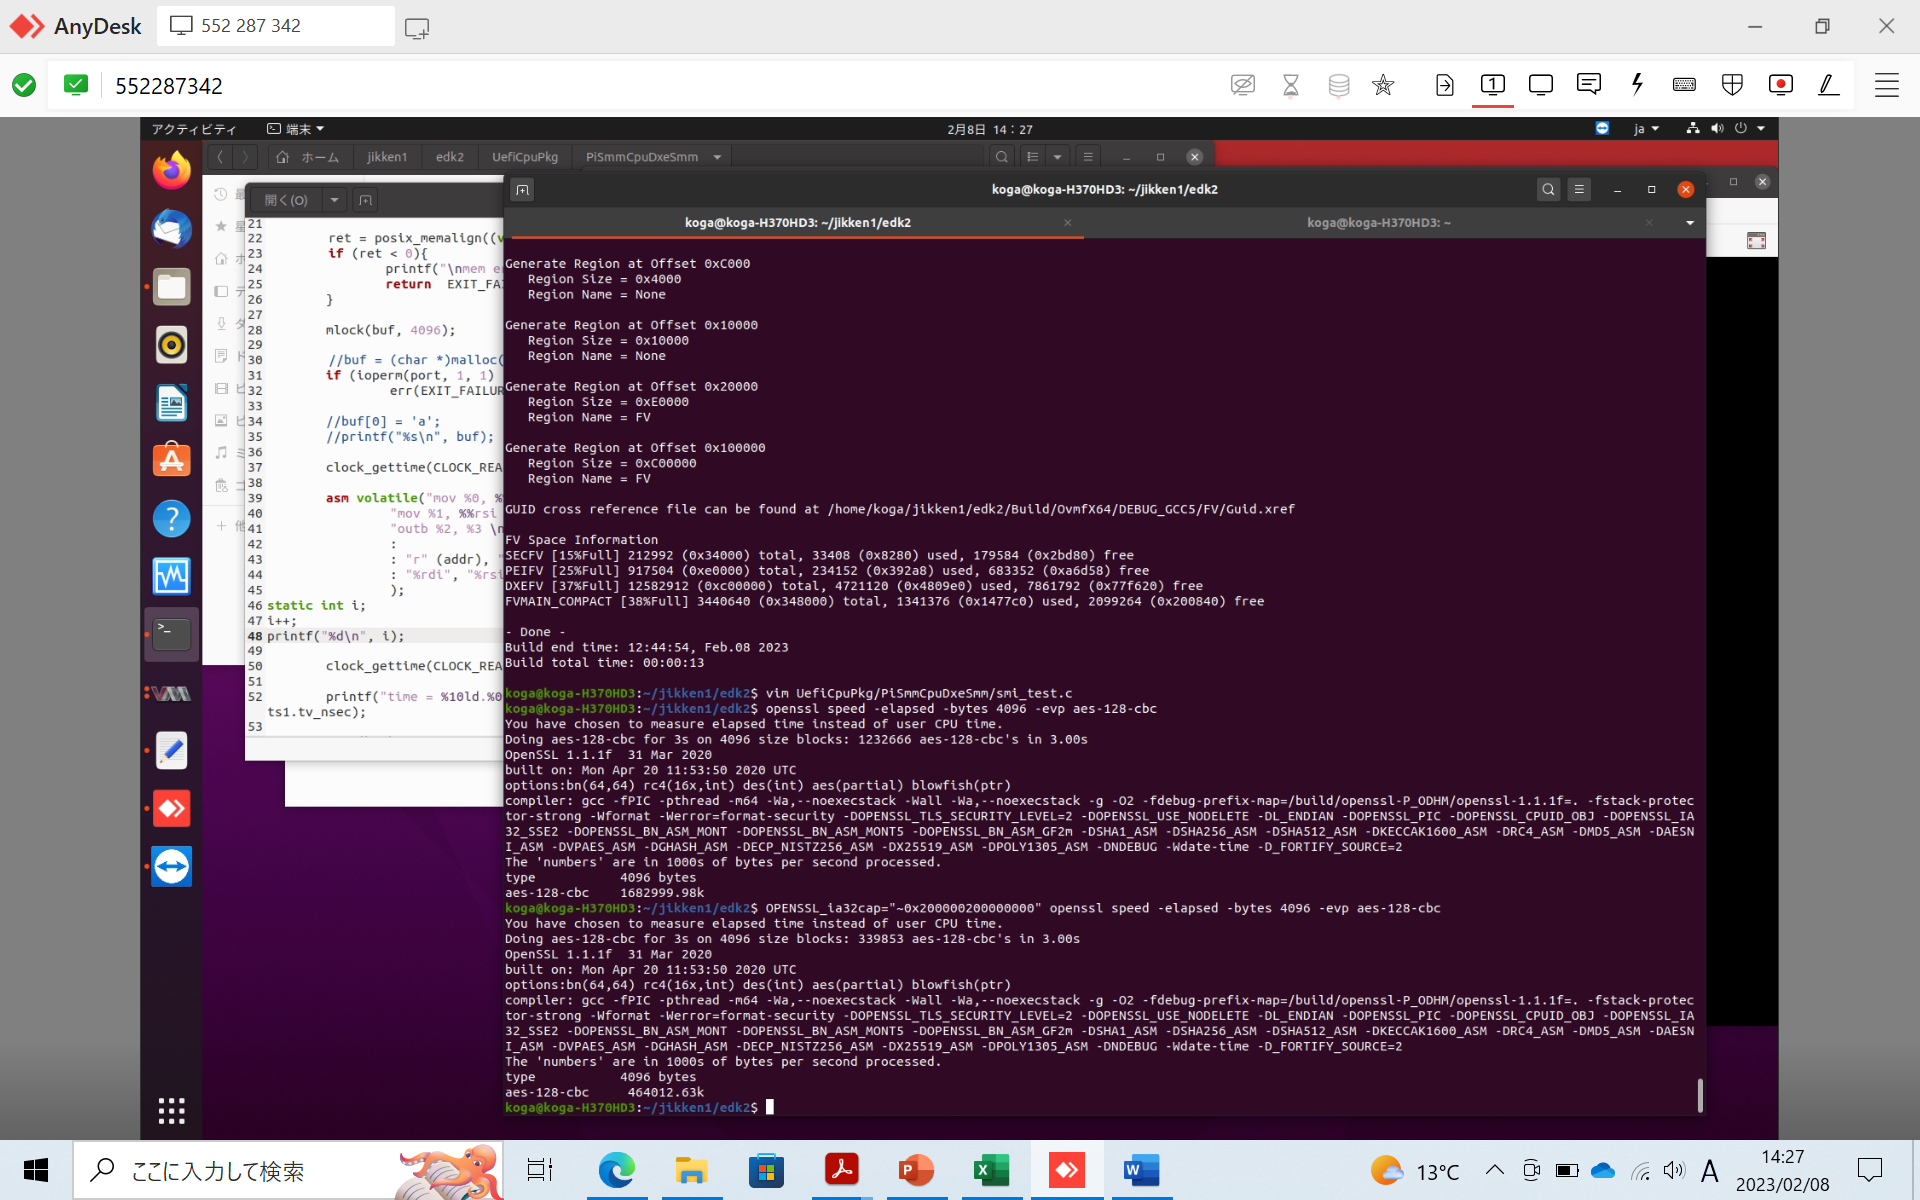 AnyDesk
552 287 342
552287342
アクティビティ
端末
2月8日 14：27
ja
ホーム
jikken1
edk2
UefiCpuPkg
PiSmmCpuDxeSmm
開く(O)
21
22 ret = posix_memalign((v
23 if (ret < 0){
24 printf("\nmem e
25 return EXIT_FA
26 }
27
28 mlock(buf, 4096);
29
30 //buf = (char *)malloc(
31 if (ioperm(port, 1, 1)
32 err(EXIT_FAILUR
33
34 //buf[0] = 'a';
35 //printf("%s\n", buf);
36
37 clock_gettime(CLOCK_REA
38
39 asm volatile("mov %0, %
40 "mov %1, %%rsi
41 "outb %2, %3 \n
42 :
43 : "r" (addr), "
44 : "%rdi", "%rsi
45 );
46 static int i;
47 i++;
48 printf("%d\n", i);
49
50 clock_gettime(CLOCK_REA
51
52 printf("time = %10ld.%0
ts1.tv_nsec);
53
koga@koga-H370HD3: ~/jikken1/edk2
koga@koga-H370HD3: ~/jikken1/edk2
koga@koga-H370HD3: ~
Generate Region at Offset 0xC000
Region Size = 0x4000
Region Name = None
Generate Region at Offset 0x10000
Region Size = 0x10000
Region Name = None
Generate Region at Offset 0x20000
Region Size = 0xE0000
Region Name = FV
Generate Region at Offset 0x100000
Region Size = 0xC00000
Region Name = FV
GUID cross reference file can be found at /home/koga/jikken1/edk2/Build/OvmfX64/DEBUG_GCC5/FV/Guid.xref
FV Space Information
SECFV [15%Full] 212992 (0x34000) total, 33408 (0x8280) used, 179584 (0x2bd80) free
PEIFV [25%Full] 917504 (0xe0000) total, 234152 (0x392a8) used, 683352 (0xa6d58) free
DXEFV [37%Full] 12582912 (0xc00000) total, 4721120 (0x4809e0) used, 7861792 (0x77f620) free
FVMAIN_COMPACT [38%Full] 3440640 (0x348000) total, 1341376 (0x1477c0) used, 2099264 (0x200840) free
- Done -
Build end time: 12:44:54, Feb.08 2023
Build total time: 00:00:13
koga@koga-H370HD3:~/jikken1/edk2$ vim UefiCpuPkg/PiSmmCpuDxeSmm/smi_test.c
koga@koga-H370HD3:~/jikken1/edk2$ openssl speed -elapsed -bytes 4096 -evp aes-128-cbc
You have chosen to measure elapsed time instead of user CPU time.
Doing aes-128-cbc for 3s on 4096 size blocks: 1232666 aes-128-cbc's in 3.00s
OpenSSL 1.1.1f 31 Mar 2020
built on: Mon Apr 20 11:53:50 2020 UTC
options:bn(64,64) rc4(16x,int) des(int) aes(partial) blowfish(ptr)
compiler: gcc -fPIC -pthread -m64 -Wa,--noexecstack -Wall -Wa,--noexecstack -g -O2 -fdebug-prefix-map=/build/openssl-P_ODHM/openssl-1.1.1f=. -fstack-protec
tor-strong -Wformat -Werror=format-security -DOPENSSL_TLS_SECURITY_LEVEL=2 -DOPENSSL_USE_NODELETE -DL_ENDIAN -DOPENSSL_PIC -DOPENSSL_CPUID_OBJ -DOPENSSL_IA
32_SSE2 -DOPENSSL_BN_ASM_MONT -DOPENSSL_BN_ASM_MONT5 -DOPENSSL_BN_ASM_GF2m -DSHA1_ASM -DSHA256_ASM -DSHA512_ASM -DKECCAK1600_ASM -DRC4_ASM -DMD5_ASM -DAESN
I_ASM -DVPAES_ASM -DGHASH_ASM -DECP_NISTZ256_ASM -DX25519_ASM -DPOLY1305_ASM -DNDEBUG -Wdate-time -D_FORTIFY_SOURCE=2
The 'numbers' are in 1000s of bytes per second processed.
type 4096 bytes
aes-128-cbc 1682999.98k
koga@koga-H370HD3:~/jikken1/edk2$ OPENSSL_ia32cap="~0x200000200000000" openssl speed -elapsed -bytes 4096 -evp aes-128-cbc
You have chosen to measure elapsed time instead of user CPU time.
Doing aes-128-cbc for 3s on 4096 size blocks: 339853 aes-128-cbc's in 3.00s
OpenSSL 1.1.1f 31 Mar 2020
built on: Mon Apr 20 11:53:50 2020 UTC
options:bn(64,64) rc4(16x,int) des(int) aes(partial) blowfish(ptr)
compiler: gcc -fPIC -pthread -m64 -Wa,--noexecstack -Wall -Wa,--noexecstack -g -O2 -fdebug-prefix-map=/build/openssl-P_ODHM/openssl-1.1.1f=. -fstack-protec
tor-strong -Wformat -Werror=format-security -DOPENSSL_TLS_SECURITY_LEVEL=2 -DOPENSSL_USE_NODELETE -DL_ENDIAN -DOPENSSL_PIC -DOPENSSL_CPUID_OBJ -DOPENSSL_IA
32_SSE2 -DOPENSSL_BN_ASM_MONT -DOPENSSL_BN_ASM_MONT5 -DOPENSSL_BN_ASM_GF2m -DSHA1_ASM -DSHA256_ASM -DSHA512_ASM -DKECCAK1600_ASM -DRC4_ASM -DMD5_ASM -DAESN
I_ASM -DVPAES_ASM -DGHASH_ASM -DECP_NISTZ256_ASM -DX25519_ASM -DPOLY1305_ASM -DNDEBUG -Wdate-time -D_FORTIFY_SOURCE=2
The 'numbers' are in 1000s of bytes per second processed.
type 4096 bytes
aes-128-cbc 464012.63k
koga@koga-H370HD3:~/jikken1/edk2$
ここに入力して検索
13°C
A
14:27
2023/02/08